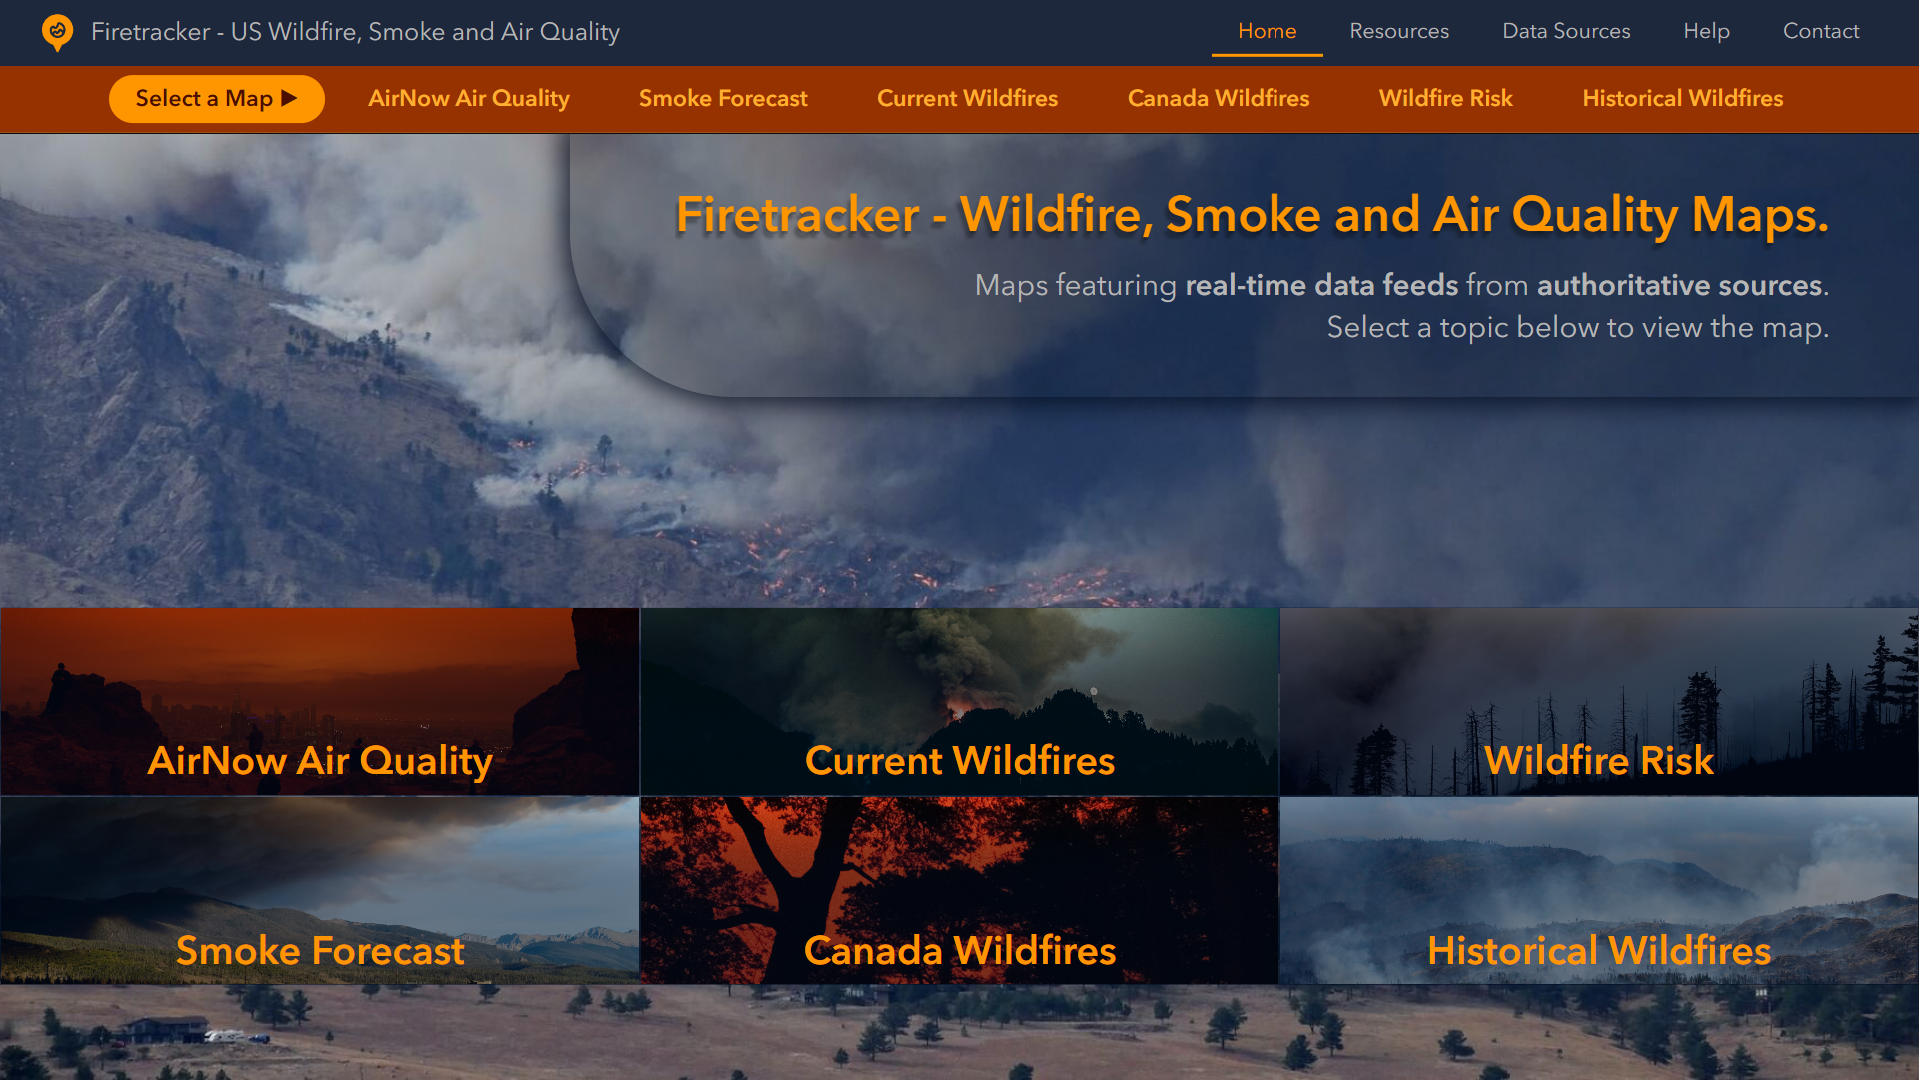 Firetracker - US Wildfire, Smoke and Air Quality
Home
Resources
Data Sources
Help
Contact
Select a Map ▶
AirNow Air Quality
Smoke Forecast
Current Wildfires
Canada Wildfires
Wildfire Risk
Historical Wildfires
Firetracker - Wildfire, Smoke and Air Quality Maps.
Maps featuring real-time data feeds from authoritative sources.
Select a topic below to view the map.
AirNow Air Quality
Current Wildfires
Wildfire Risk
Smoke Forecast
Canada Wildfires
Historical Wildfires